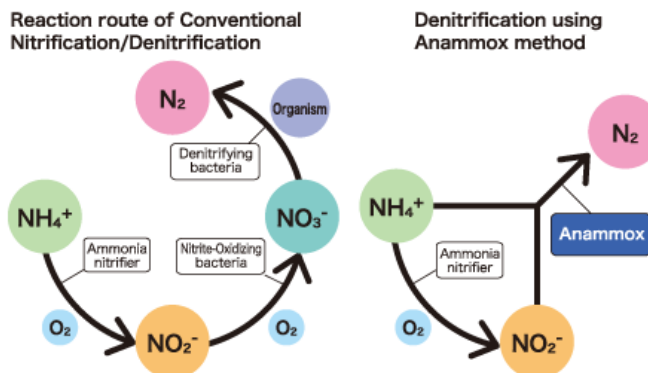 Reaction route of Conventional
Nitrification/Denitrification
N₂
Organism
Denitrifying
bacteria
NH₄⁺
NO₃⁻
Ammonia
nitrifier
Nitrite-Oxidizing
bacteria
O₂
NO₂⁻
O₂
Denitrification using
Anammox method
N₂
NH₄⁺
Anammox
Ammonia
nitrifier
O₂
NO₂⁻